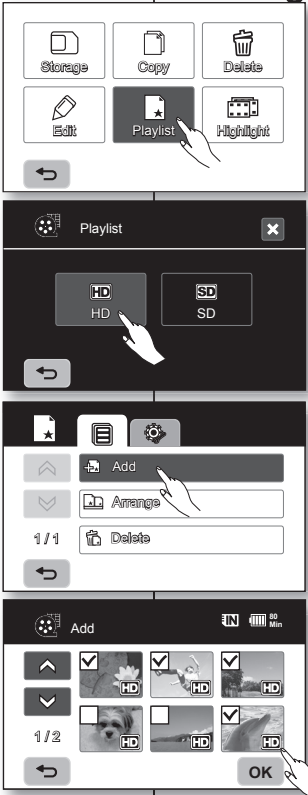 Storage Copy Delete
Edit Playlist Highlight
Playlist
HD SD
HD SD
Add
Arrange
1 / 1 Delete
Add IN 80 Min
HD HD HD
1 / 2 HD HD HD
OK